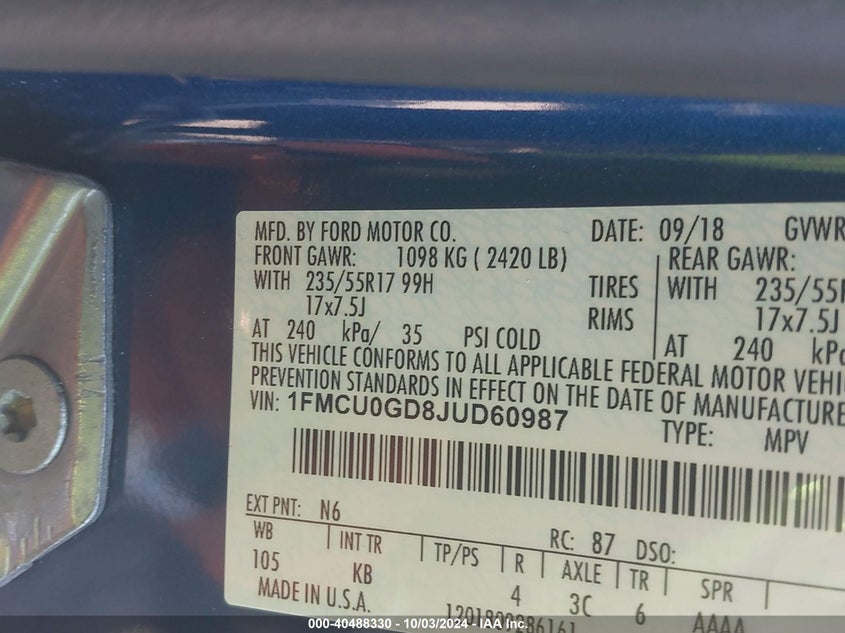 MFD. BY FORD MOTOR CO. DATE: 09/18 GVWR
FRONT GAWR: 1098 KG ( 2420 LB) REAR GAWR:
WITH 235/55R17 99H TIRES WITH 235/55R
17x7.5J RIMS 17x7.5J
AT 240 kPa/ 35 PSI COLD AT 240 kPa
THIS VEHICLE CONFORMS TO ALL APPLICABLE FEDERAL MOTOR VEHI
PREVENTION STANDARDS IN EFFECT ON THE DATE OF MANUFACTURE
VIN: 1FMCU0GD8JUD60987
TYPE: MPV
EXT PNT: N6 RC: 87 DSO:
WB INT TR TP/PS R AXLE TR SPR
105 KB 4 3C 6 AAAA
MADE IN U.S.A.
000-40488330 - 10/03/2024 - IAA Inc.